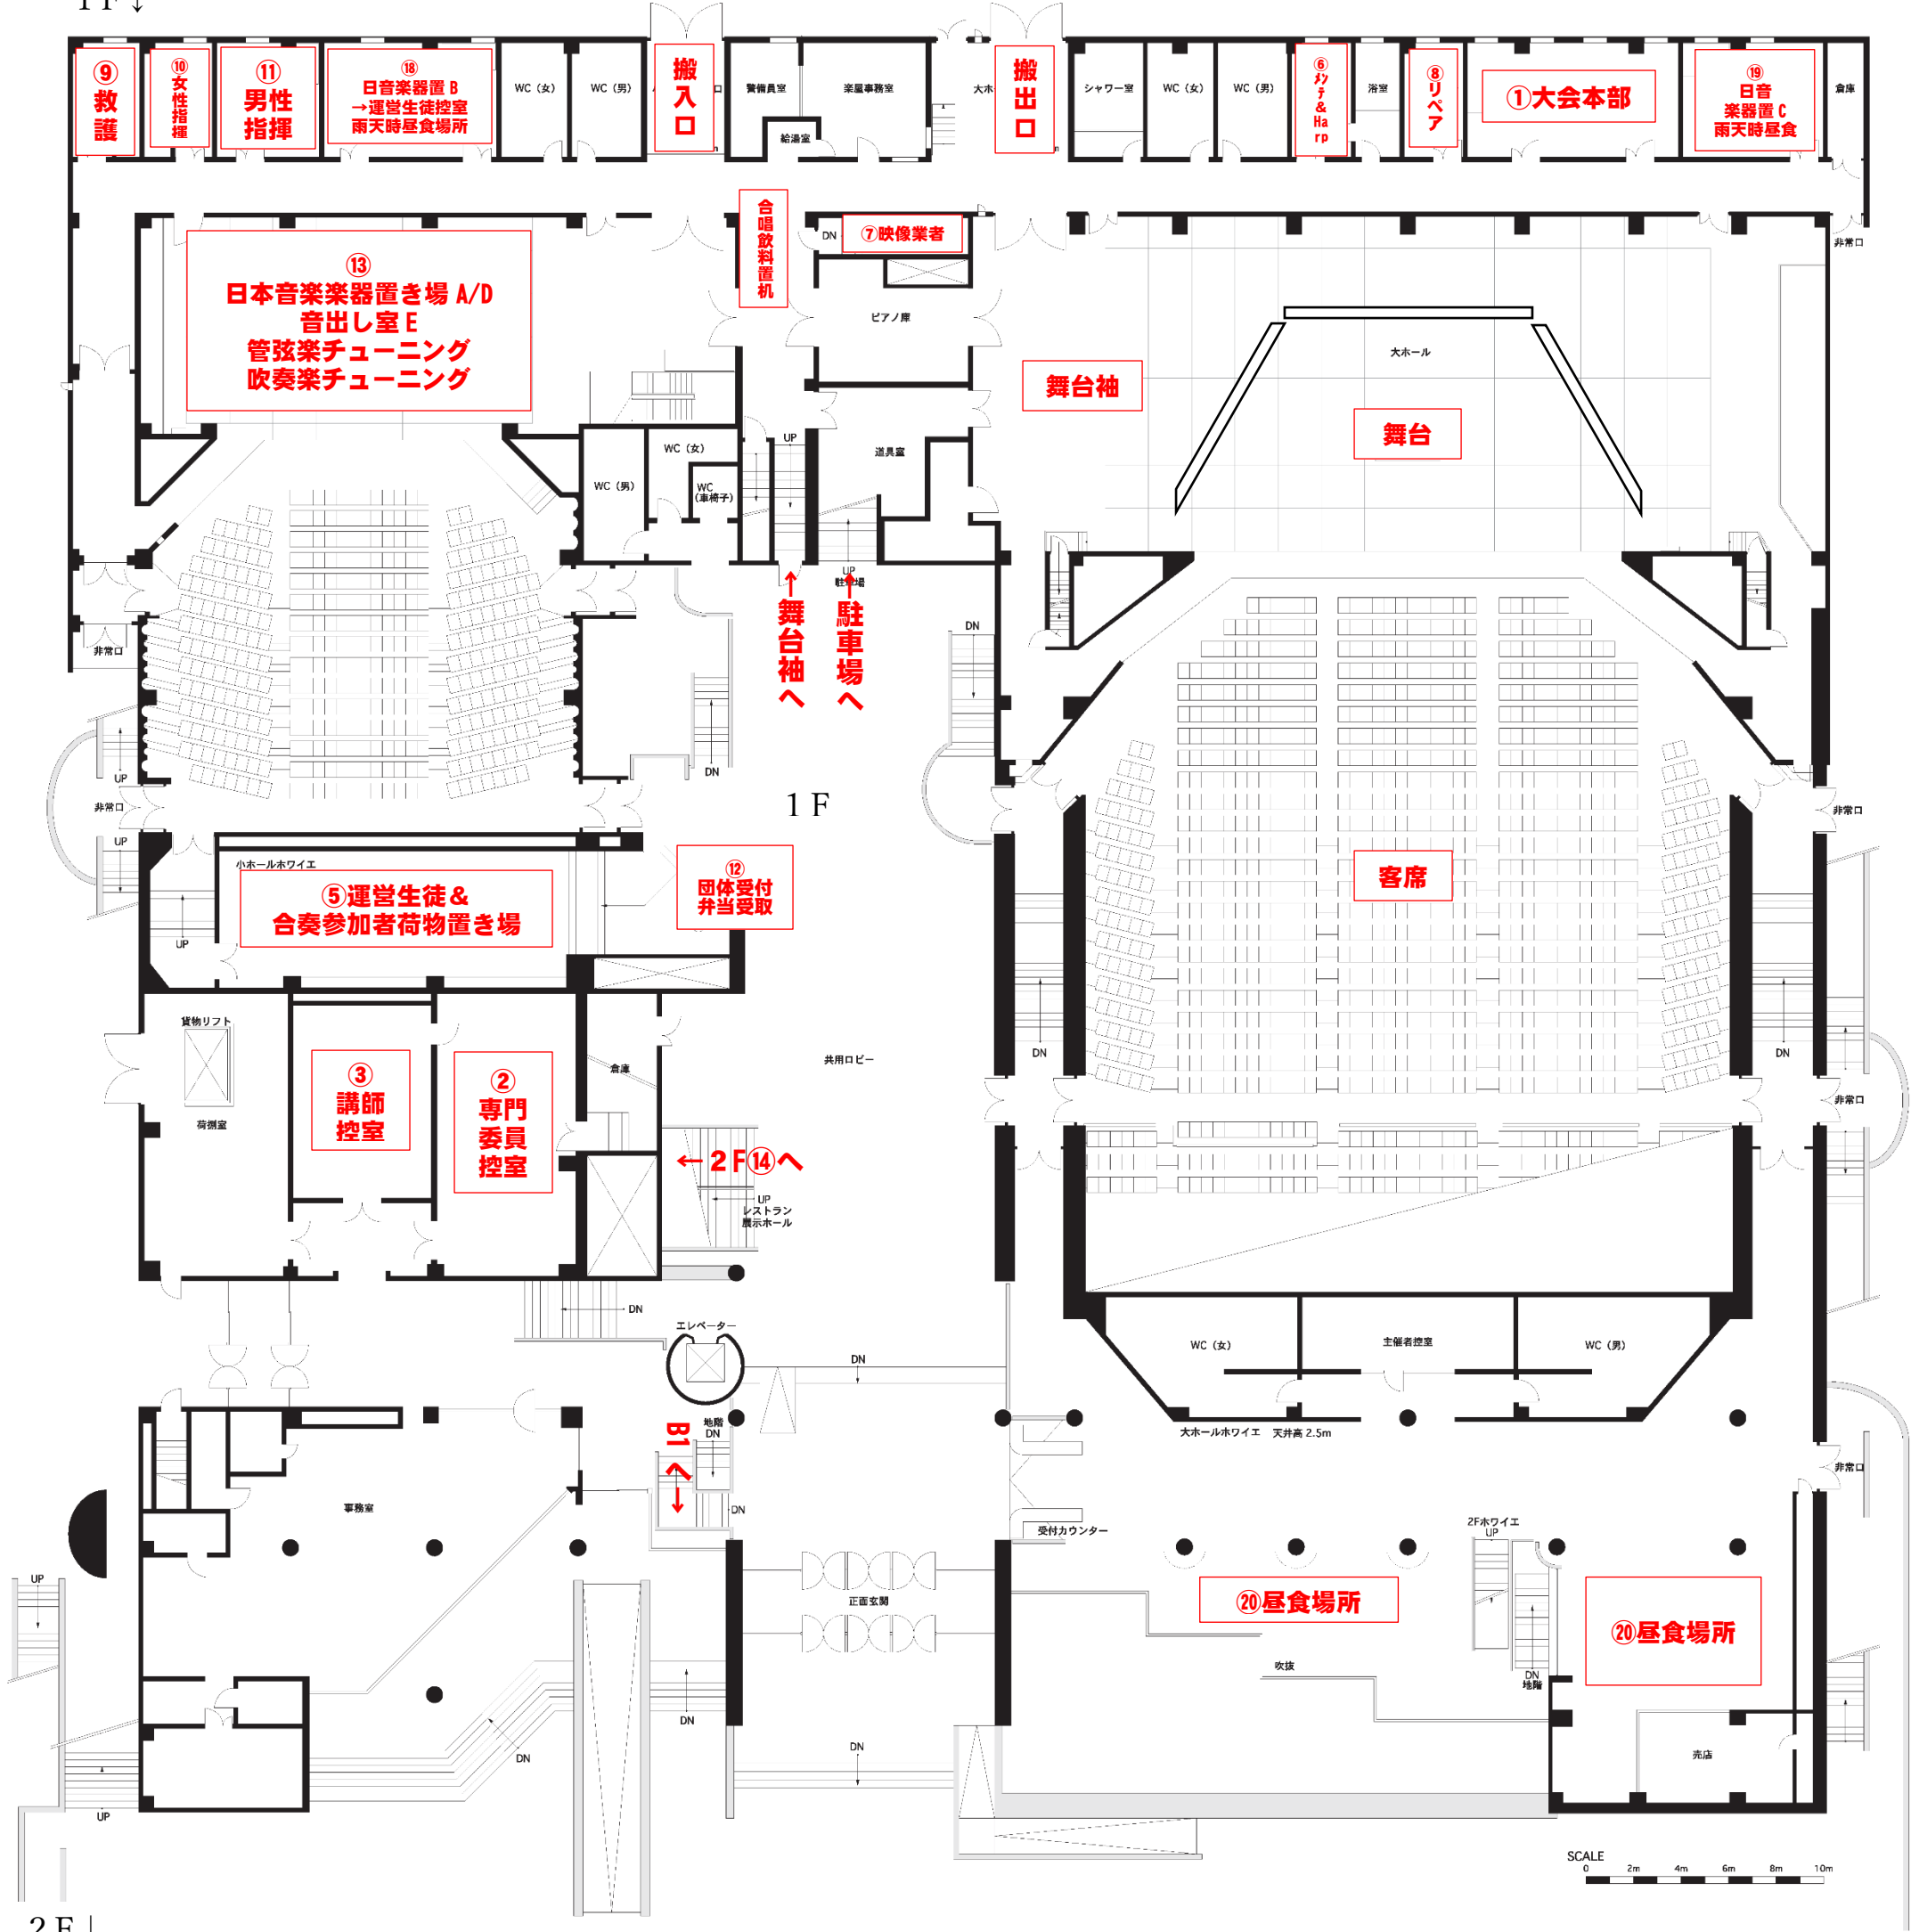 1F↓
⑨
救
護
⑩
女
性
指
揮
⑪
男性
指揮
⑱
日音楽器置 B
→運営生徒控室
雨天時昼食場所
WC（女）
WC（男）
搬
入
口
口
警備員室
給湯室
楽屋事務室
大ホ
搬
出
口
シャワー室
WC（女）
WC（男）
⑥
ﾒﾝﾃ
&
Ha
rp
浴室
⑧
リ
ペ
ア
①大会本部
⑲
日音
楽器置 C
雨天時昼食
倉庫
非常口
⑬
日本音楽楽器置き場 A/D
音出し室 E
管弦楽チューニング
吹奏楽チューニング
合
唱
飲
料
置
机
DN
⑦映像業者
ピアノ庫
大ホール
舞台袖
舞台
WC（男）
WC（女）
WC
（車椅子）
UP
道具室
UP
駐車場
↑舞台袖へ
↑駐車場へ
DN
DN
非常口
UP
非常口
UP
1F
非常口
小ホールホワイエ
⑤運営生徒＆
合奏参加者荷物置き場
UP
⑫
団体受付
弁当受取
客席
貨物リフト
荷捌室
③
講師
控室
②
専門
委員
控室
倉庫
共用ロビー
DN
DN
非常口
←2F⑭へ
UP
レストラン
展示ホール
DN
エレベーター
DN
WC（女）
主催者控室
WC（男）
大ホールホワイエ　天井高 2.5m
B1へ→
地階
DN
DN
事務室
非常口
受付カウンター
2Fホワイエ
UP
UP
正面玄関
⑳昼食場所
⑳昼食場所
吹抜
DN
地階
DN
DN
DN
売店
UP
SCALE
0 2m 4m 6m 8m 10m
2F↓